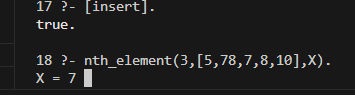 17 ?- [insert].
true.
18 ?- nth_element(3,[5,78,7,8,10],X).
X = 7